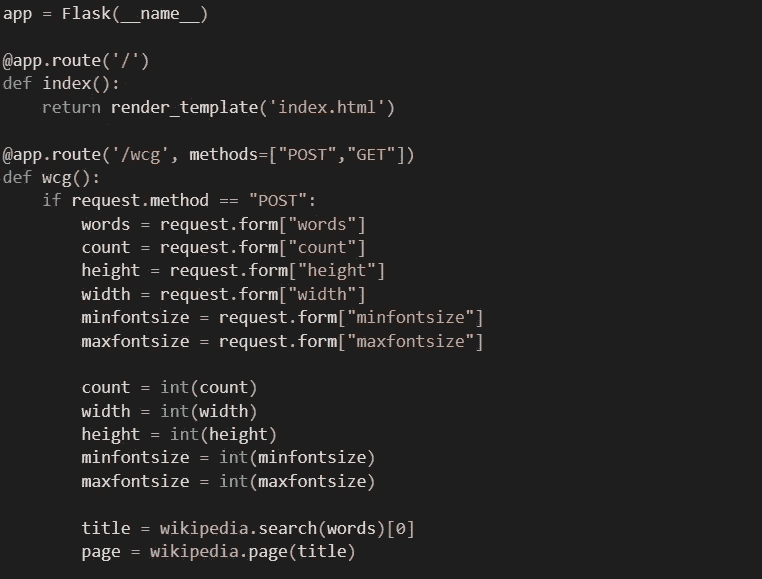 app = Flask(__name__)
@app.route('/')
def index():
    return render_template('index.html')
@app.route('/wcg', methods=["POST","GET"])
def wcg():
    if request.method == "POST":
        words = request.form["words"]
        count = request.form["count"]
        height = request.form["height"]
        width = request.form["width"]
        minfontsize = request.form["minfontsize"]
        maxfontsize = request.form["maxfontsize"]
        count = int(count)
        width = int(width)
        height = int(height)
        minfontsize = int(minfontsize)
        maxfontsize = int(maxfontsize)
        title = wikipedia.search(words)[0]
        page = wikipedia.page(title)